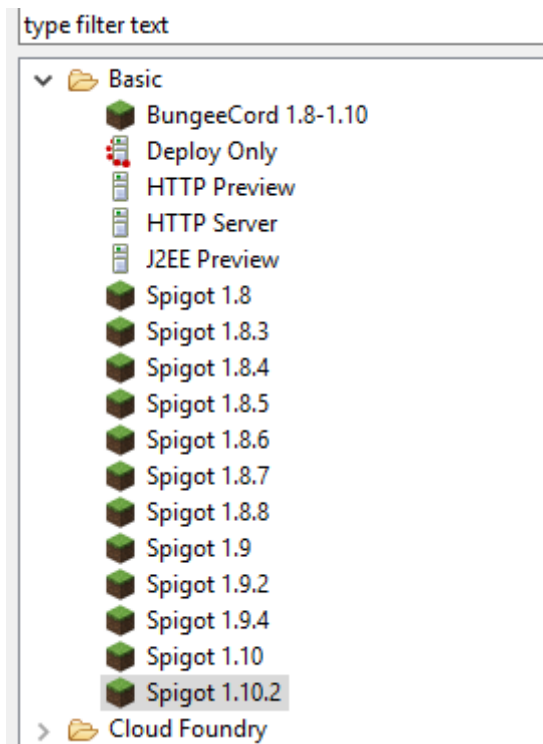 type filter text
Basic
BungeeCord 1.8-1.10
Deploy Only
HTTP Preview
HTTP Server
J2EE Preview
Spigot 1.8
Spigot 1.8.3
Spigot 1.8.4
Spigot 1.8.5
Spigot 1.8.6
Spigot 1.8.7
Spigot 1.8.8
Spigot 1.9
Spigot 1.9.2
Spigot 1.9.4
Spigot 1.10
Spigot 1.10.2
Cloud Foundry